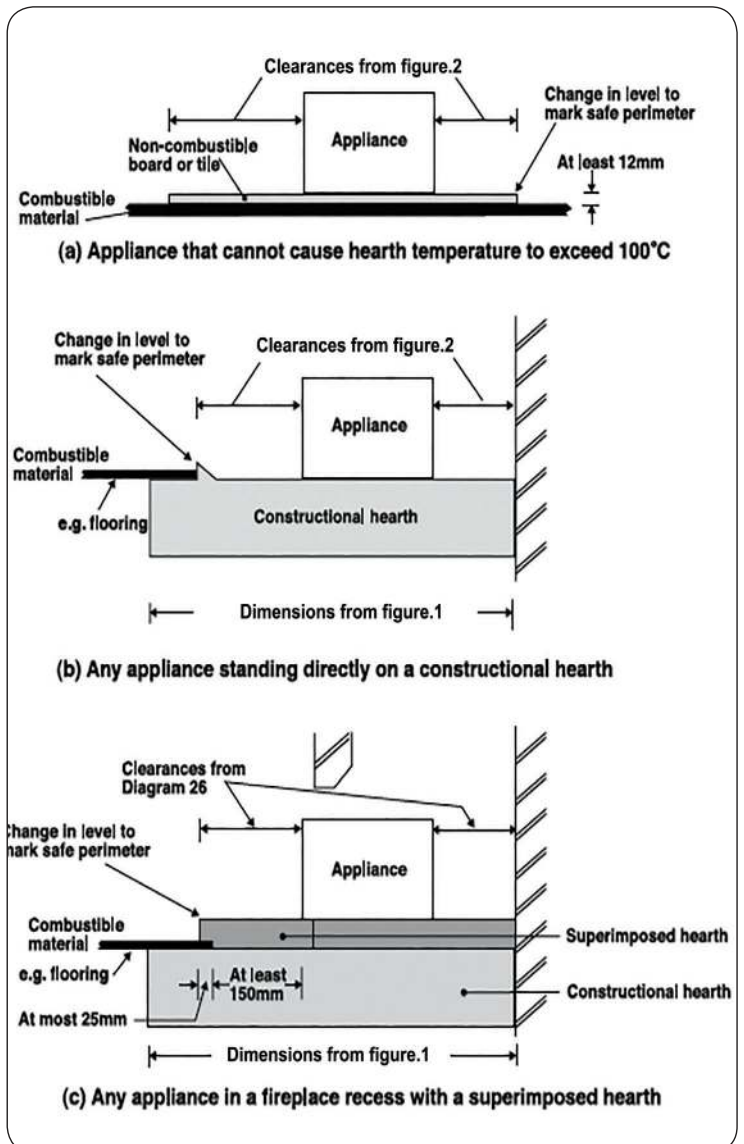 Clearances from figure.2
Change in level to
mark safe perimeter
Appliance
Non-combustible
board or tile
At least 12mm
Combustible
material
(a) Appliance that cannot cause hearth temperature to exceed 100°C
Change in level to
mark safe perimeter
Clearances from figure.2
Appliance
Combustible
material
e.g. flooring
Constructional hearth
Dimensions from figure.1
(b) Any appliance standing directly on a constructional hearth
Clearances from
Diagram 26
Change in level to
mark safe perimeter
Appliance
Combustible
material
Superimposed hearth
e.g. flooring
At least
150mm
Constructional hearth
At most 25mm
Dimensions from figure.1
(c) Any appliance in a fireplace recess with a superimposed hearth